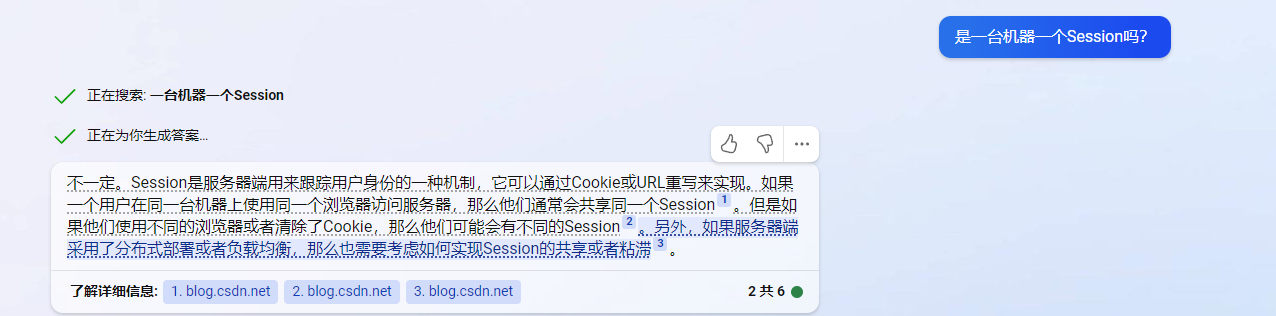 是一台机器一个Session吗？
正在搜索: 一台机器一个Session
正在为你生成答案...
不一定。Session是服务器端用来跟踪用户身份的一种机制，它可以通过Cookie或URL重写来实现。如果
一个用户在同一台机器上使用同一个浏览器访问服务器，那么他们通常会共享同一个Session 1 。但是如
果他们使用不同的浏览器或者清除了Cookie，那么他们可能会有不同的Session 2 。另外，如果服务器端
采用了分布式部署或者负载均衡，那么也需要考虑如何实现Session的共享或者粘滞 3 。
了解详细信息: 1. blog.csdn.net 2. blog.csdn.net 3. blog.csdn.net 2 共 6